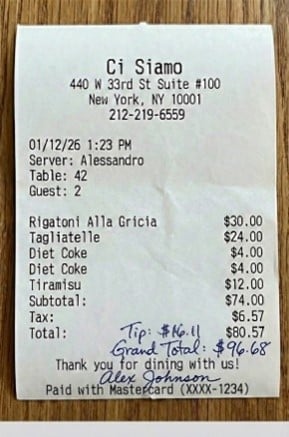 Ci Siamo
440 W 33rd St Suite #100
New York, NY 10001
212-219-6559
01/12/26 1:23 PM
Server: Alessandro
Table: 42
Guest: 2
Rigatoni Alla Gricia $30.00
Tagliatelle $24.00
Diet Coke $4.00
Diet Coke $4.00
Tiramisu $12.00
Subtotal: $74.00
Tax: $6.57
Total: $80.57
Tip: $16.11
Grand Total: $96.68
Thank you for dining with us!
Alex Johnson
Paid with Mastercard (XXXX-1234)